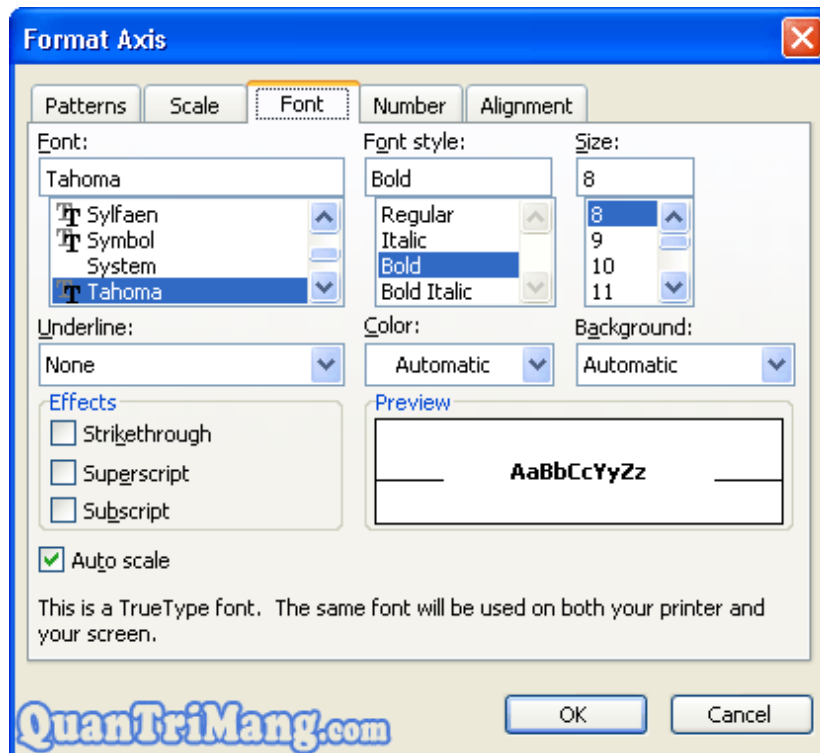 Format Axis
Patterns Scale Font Number Alignment
Font: Font style: Size:
Tahoma Bold 8
Sylfaen Regular 8
Symbol Italic 9
System Bold 10
Tahoma Bold Italic 11
Underline: Color: Background:
None Automatic Automatic
Effects Preview
Strikethrough
Superscript AaBbCcYyZz
Subscript
Auto scale
This is a TrueType font. The same font will be used on both your printer and
your screen.
QuanTriMang.com OK Cancel